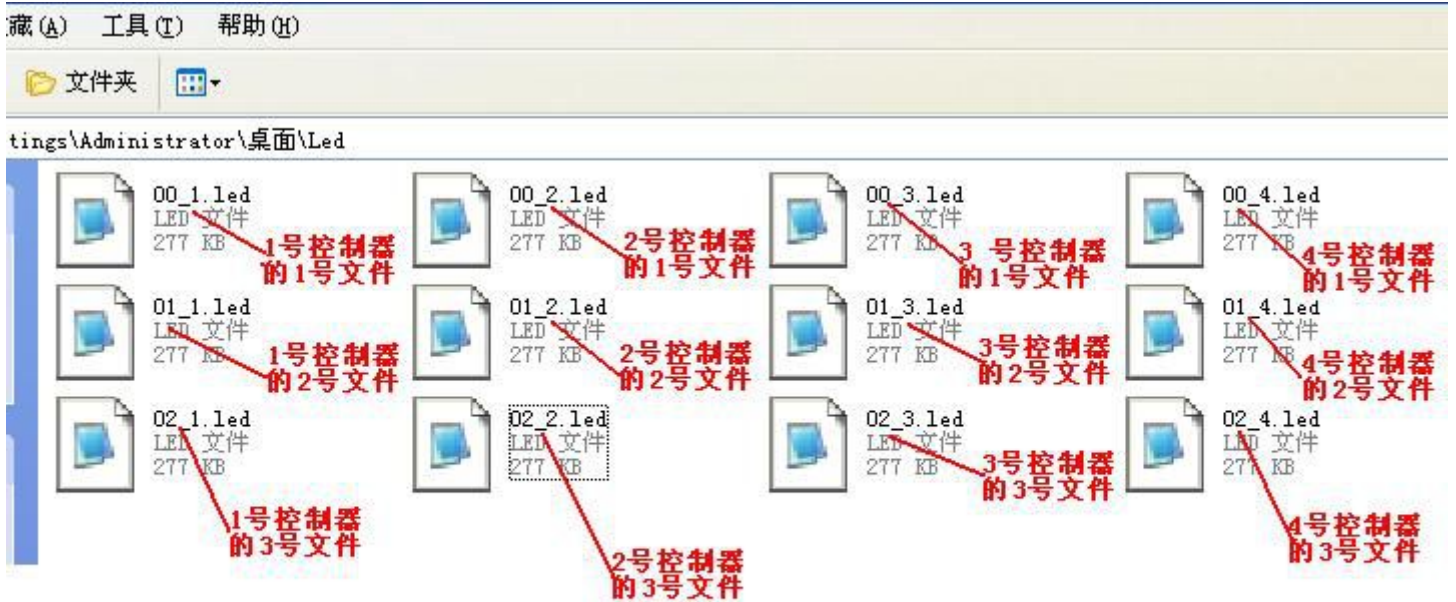 藏(A) 工具(T) 帮助(H)
文件夹
tings\Administrator\桌面\Led
00_1.led
LED 文件
277 KB
1号控制器
的1号文件
00_2.led
LED 文件
277 KB
2号控制器
的1号文件
00_3.led
LED 文件
277 KB
3 号控制器
的1号文件
00_4.led
LED 文件
277 KB
4号控制器
的1号文件
01_1.led
LED 文件
277 KB
1号控制器
的2号文件
01_2.led
LED 文件
277 KB
2号控制器
的2号文件
01_3.led
LED 文件
277 KB
3号控制器
的2号文件
01_4.led
LED 文件
277 KB
4号控制器
的2号文件
02_1.led
LED 文件
277 KB
1号控制器
的3号文件
02_2.led
LED 文件
277 KB
2号控制器
的3号文件
02_3.led
LED 文件
277 KB
3号控制器
的3号文件
02_4.led
LED 文件
277 KB
4号控制器
的3号文件